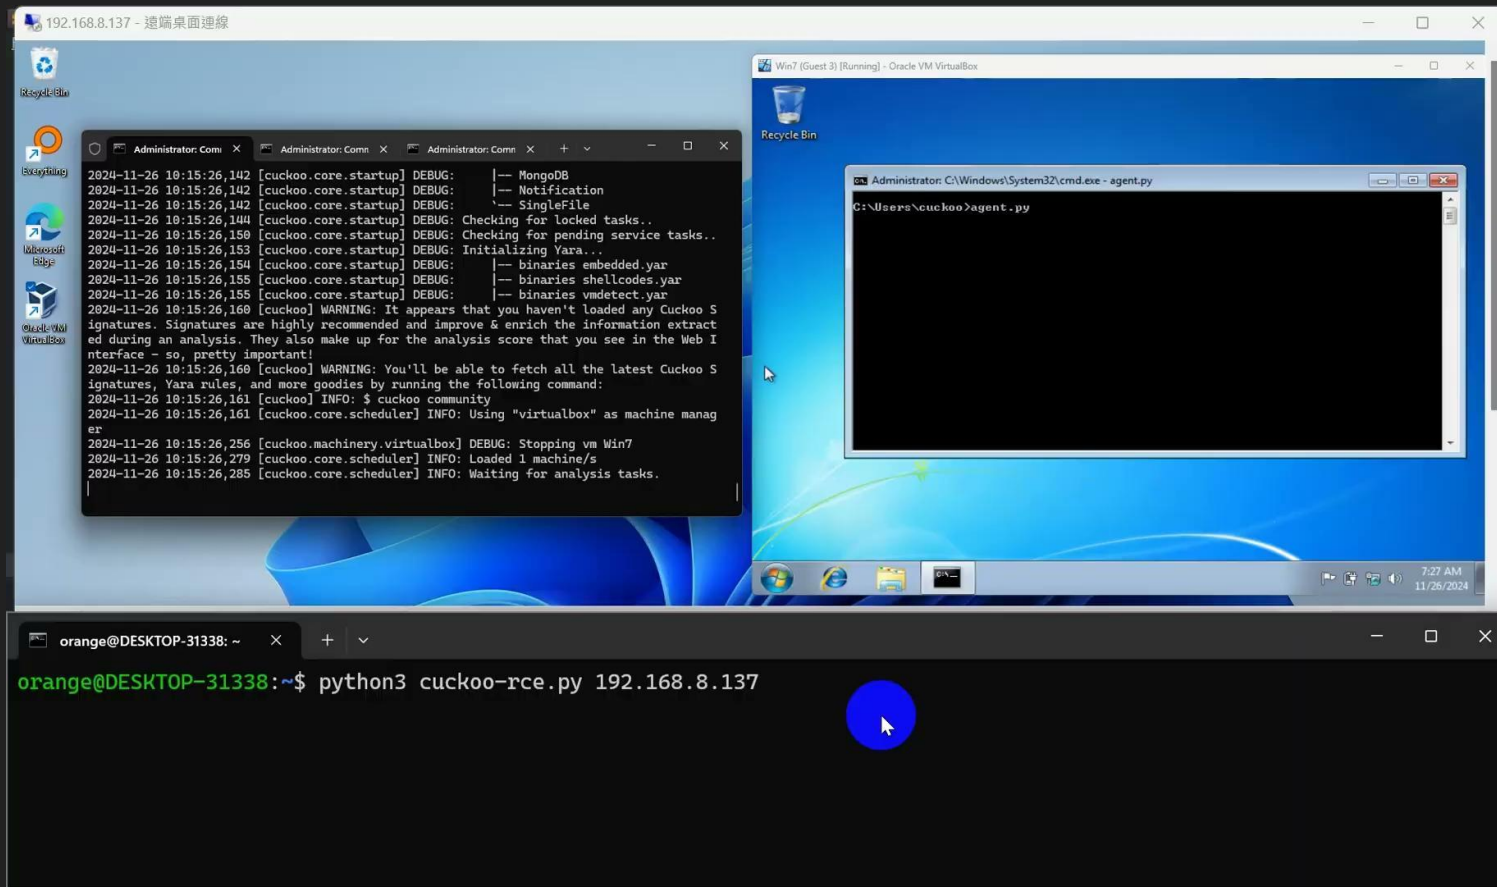 192.168.8.137 - 遠端桌面連線
Recycle Bin
Everything
Microsoft
Edge
Oracle VM
VirtualBox
Administrator: Comm
Administrator: Comm
Administrator: Comm
2024-11-26 10:15:26,142 [cuckoo.core.startup] DEBUG:     |-- MongoDB
2024-11-26 10:15:26,142 [cuckoo.core.startup] DEBUG:     |-- Notification
2024-11-26 10:15:26,142 [cuckoo.core.startup] DEBUG:     `-- SingleFile
2024-11-26 10:15:26,144 [cuckoo.core.startup] DEBUG: Checking for locked tasks..
2024-11-26 10:15:26,150 [cuckoo.core.startup] DEBUG: Checking for pending service tasks..
2024-11-26 10:15:26,153 [cuckoo.core.startup] DEBUG: Initializing Yara...
2024-11-26 10:15:26,154 [cuckoo.core.startup] DEBUG:     |-- binaries embedded.yar
2024-11-26 10:15:26,155 [cuckoo.core.startup] DEBUG:     |-- binaries shellcodes.yar
2024-11-26 10:15:26,155 [cuckoo.core.startup] DEBUG:     |-- binaries vmdetect.yar
2024-11-26 10:15:26,160 [cuckoo] WARNING: It appears that you haven't loaded any Cuckoo S
ignatures. Signatures are highly recommended and improve & enrich the information extract
ed during an analysis. They also make up for the analysis score that you see in the Web I
nterface - so, pretty important!
2024-11-26 10:15:26,160 [cuckoo] WARNING: You'll be able to fetch all the latest Cuckoo S
ignatures, Yara rules, and more goodies by running the following command:
2024-11-26 10:15:26,161 [cuckoo] INFO: $ cuckoo community
2024-11-26 10:15:26,161 [cuckoo.core.scheduler] INFO: Using "virtualbox" as machine manag
er
2024-11-26 10:15:26,256 [cuckoo.machinery.virtualbox] DEBUG: Stopping vm Win7
2024-11-26 10:15:26,279 [cuckoo.core.scheduler] INFO: Loaded 1 machine/s
2024-11-26 10:15:26,285 [cuckoo.core.scheduler] INFO: Waiting for analysis tasks.
Win7 (Guest 3) [Running] - Oracle VM VirtualBox
Recycle Bin
Administrator: C:\Windows\System32\cmd.exe - agent.py
C:\Users\cuckoo>agent.py
7:27 AM
11/26/2024
orange@DESKTOP-31338: ~
orange@DESKTOP-31338:~$ python3 cuckoo-rce.py 192.168.8.137